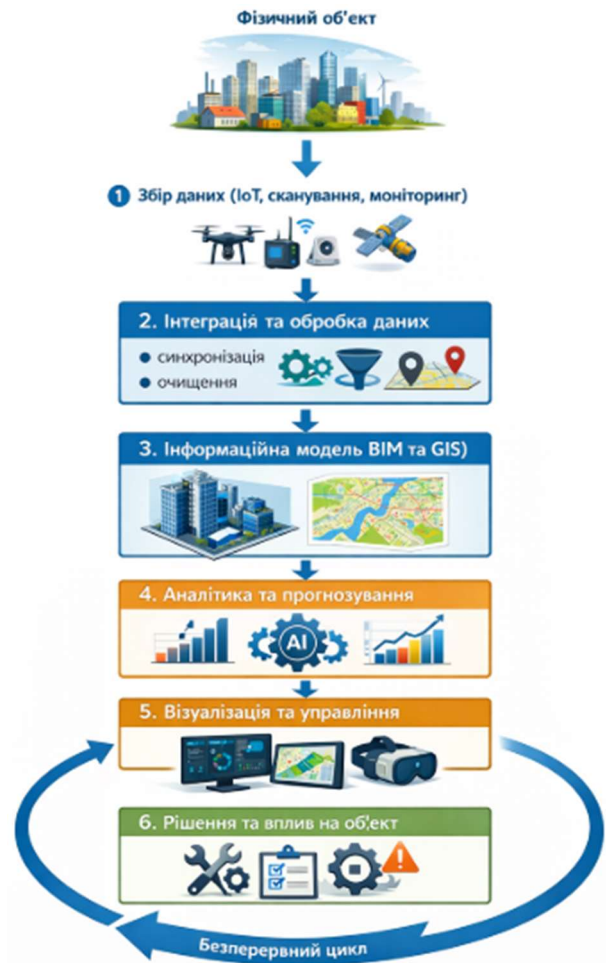 Фізичний об'єкт
1 Збір даних (IoT, сканування, моніторинг)
2. Інтеграція та обробка даних
• синхронізація
• очищення
3. Інформаційна модель BIM та GIS)
4. Аналітика та прогнозування
AI
5. Візуалізація та управління
6. Рішення та вплив на об'єкт
Безперервний цикл